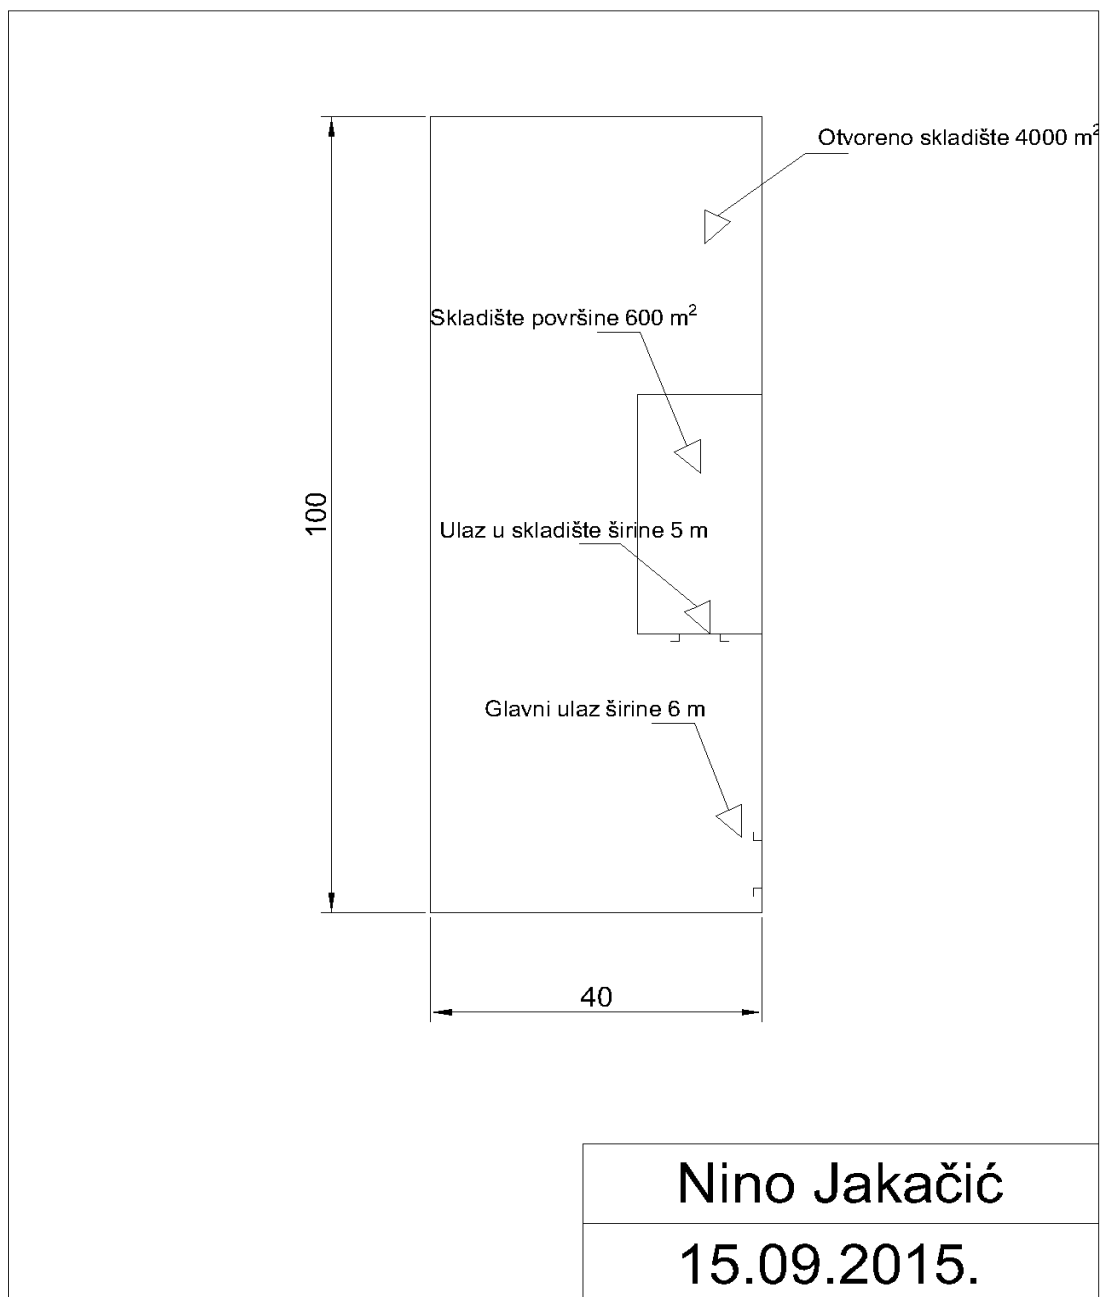 Otvoreno skladište 4000 m²
Skladište površine 600 m²
100
Ulaz u skladište širine 5 m
Glavni ulaz širine 6 m
40
Nino Jakačić
15.09.2015.